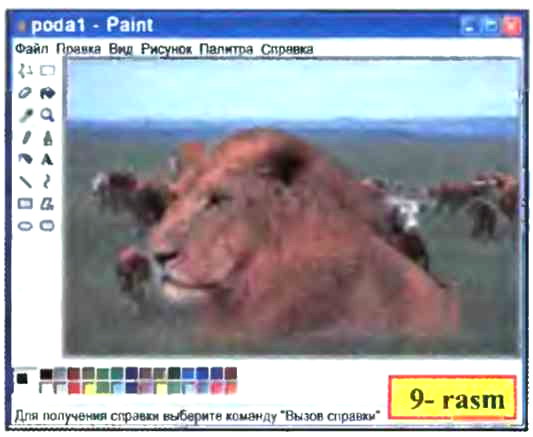 poda1 - Paint
Файл Правка Вид Рисунок Палитра Справка
A
9- rasm
Для получения справки выберите команду "Вызов справки"